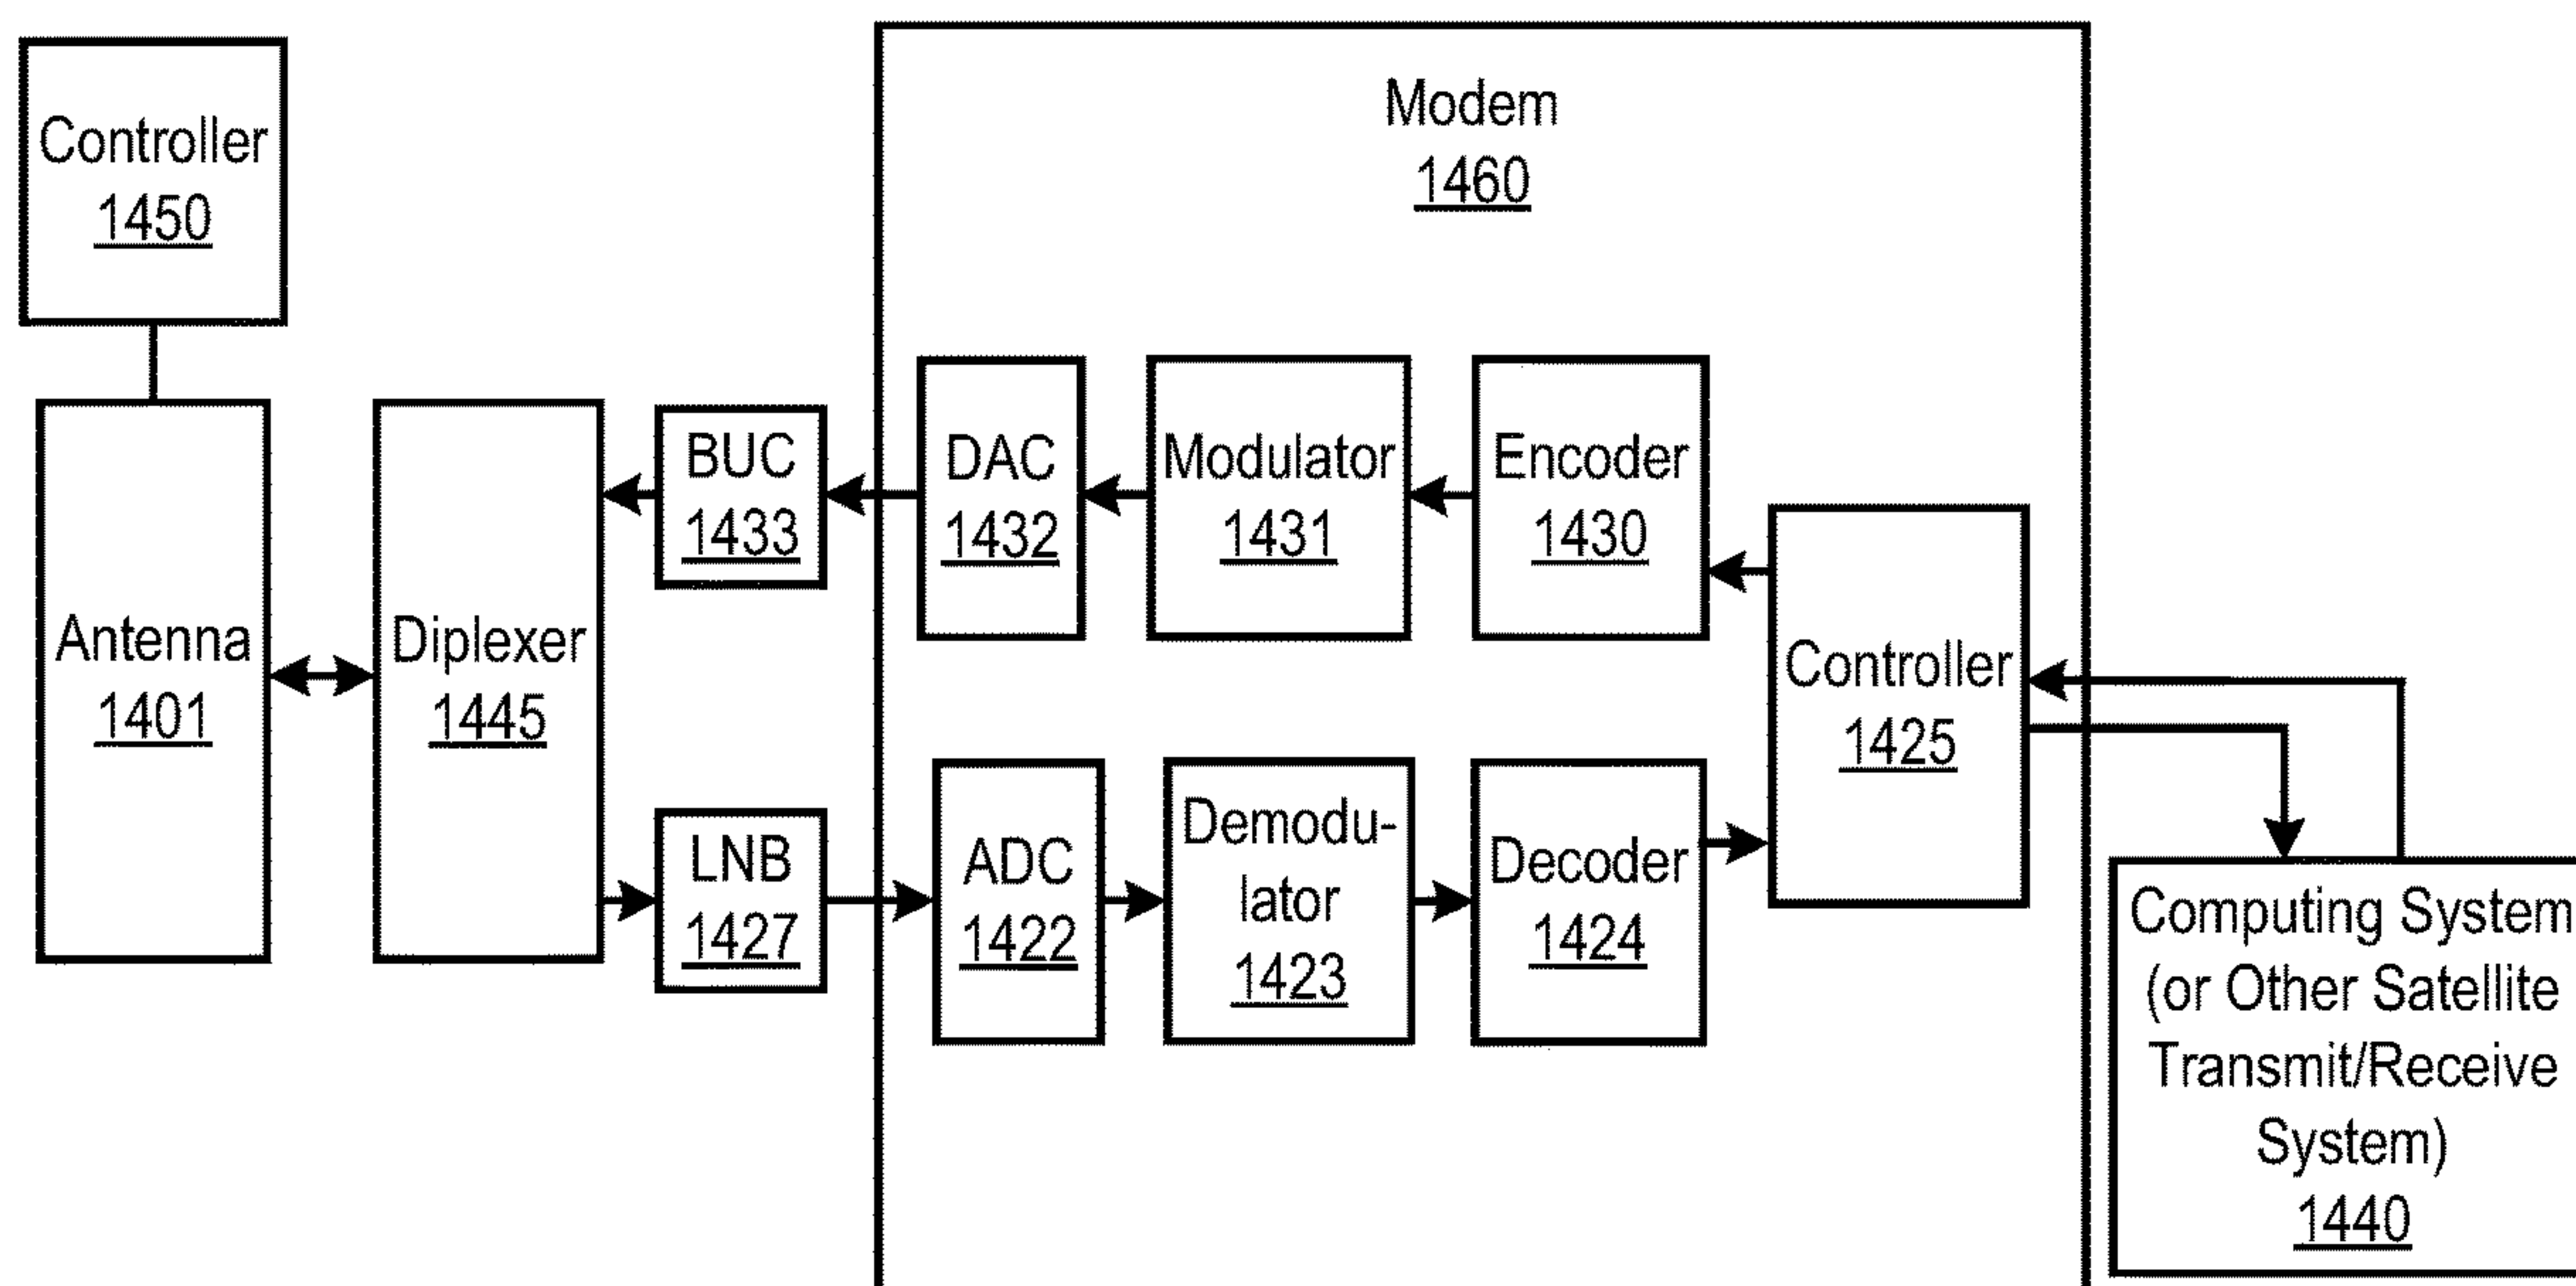 Controller
1450
Modem
1460
Antenna
1401
Diplexer
1445
BUC
1433
DAC
1432
Modulator
1431
Encoder
1430
Controller
1425
LNB
1427
ADC
1422
Demodu-
lator
1423
Decoder
1424
Computing System
(or Other Satellite
Transmit/Receive
System)
1440